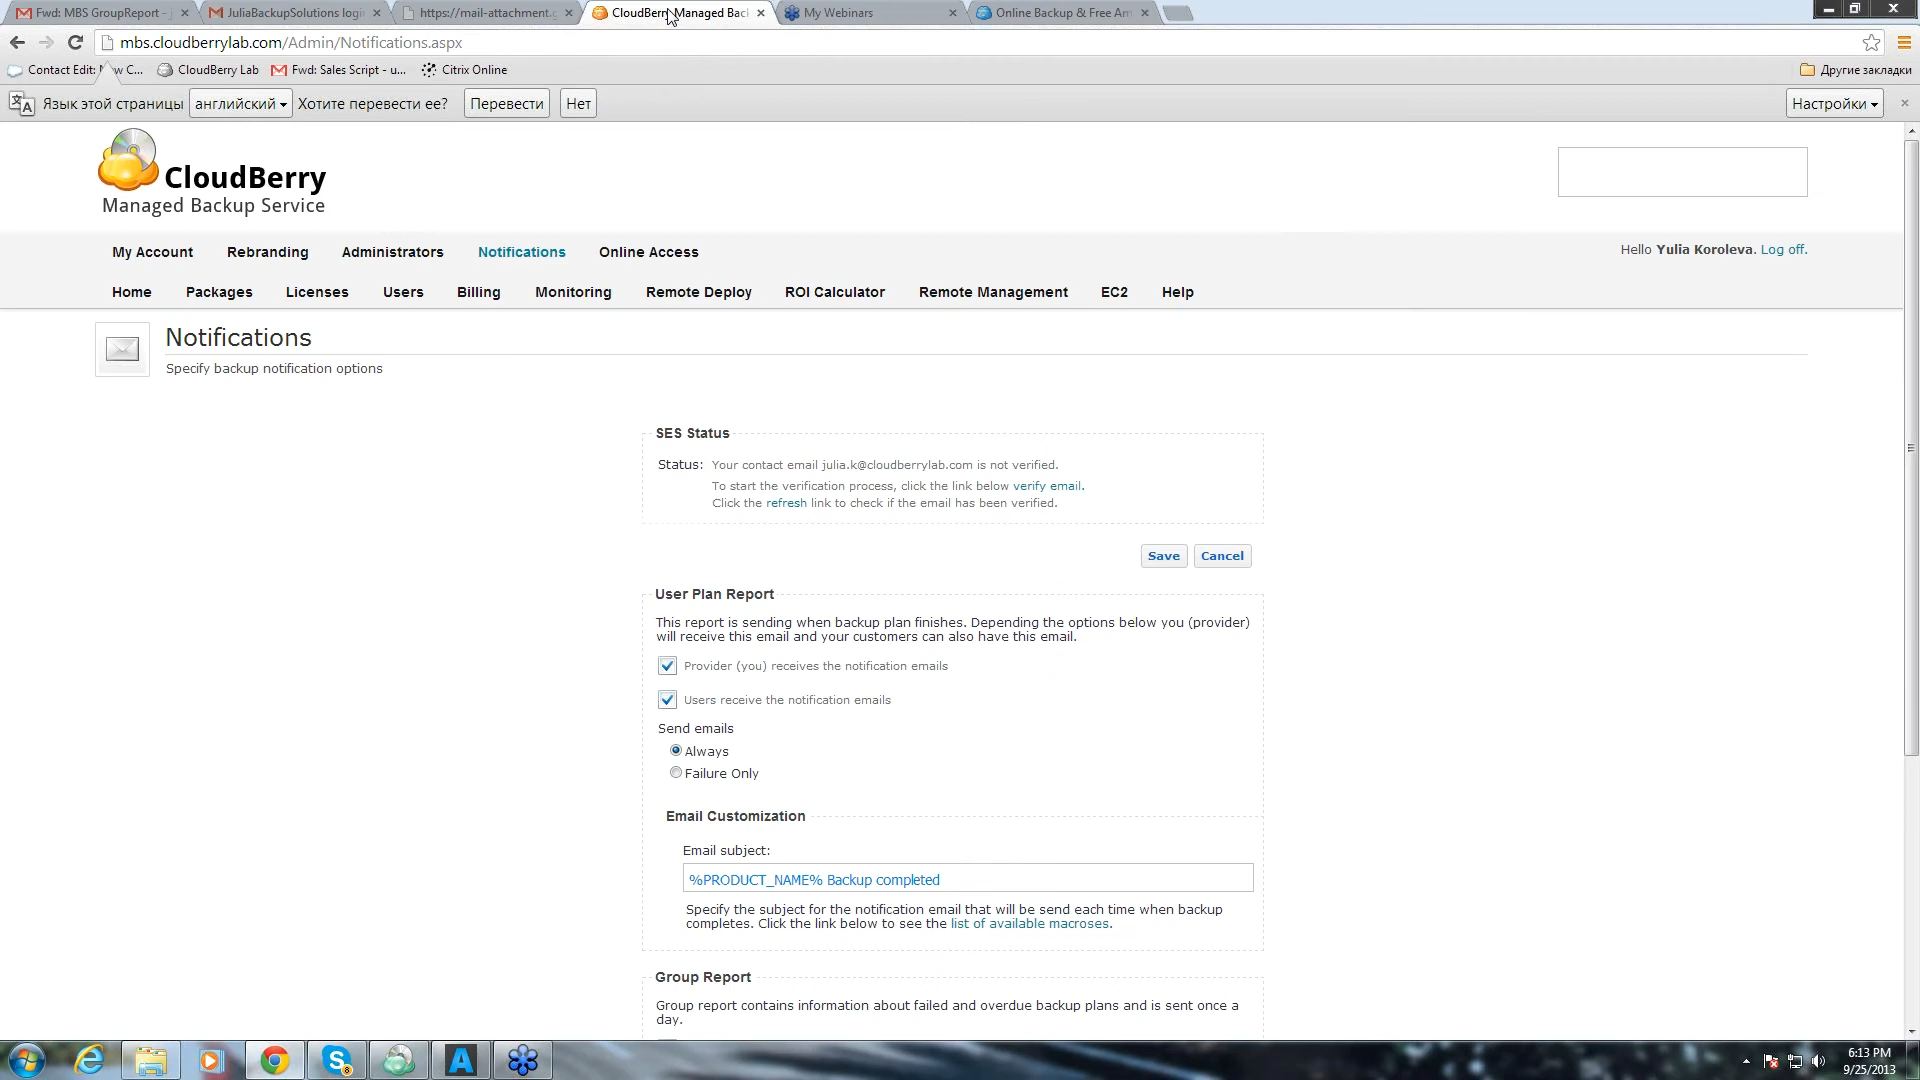 Fwd: MBS GroupReport - j
JuliaBackupSolutions login
https://mail-attachment.g
CloudBerry Managed Back
My Webinars
Online Backup & Free Am
mbs.cloudberrylab.com/Admin/Notifications.aspx
Contact Edit: w C...
CloudBerry Lab
Fwd: Sales Script - u...
Citrix Online
Другие закладки
Язык этой страницы английский Хотите перевести ее? Перевести Нет
Настройки
CloudBerry
Managed Backup Service
My Account Rebranding Administrators Notifications Online Access
Hello Yulia Koroleva. Log off.
Home Packages Licenses Users Billing Monitoring Remote Deploy ROI Calculator Remote Management EC2 Help
Notifications
Specify backup notification options
SES Status
Status: Your contact email julia.k@cloudberrylab.com is not verified.
To start the verification process, click the link below verify email.
Click the refresh link to check if the email has been verified.
Save Cancel
User Plan Report
This report is sending when backup plan finishes. Depending the options below you (provider)
will receive this email and your customers can also have this email.
Provider (you) receives the notification emails
Users receive the notification emails
Send emails
Always
Failure Only
Email Customization
Email subject:
%PRODUCT_NAME% Backup completed
Specify the subject for the notification email that will be send each time when backup
completes. Click the link below to see the list of available macroses.
Group Report
Group report contains information about failed and overdue backup plans and is sent once a
day.
6:13 PM
9/25/2013